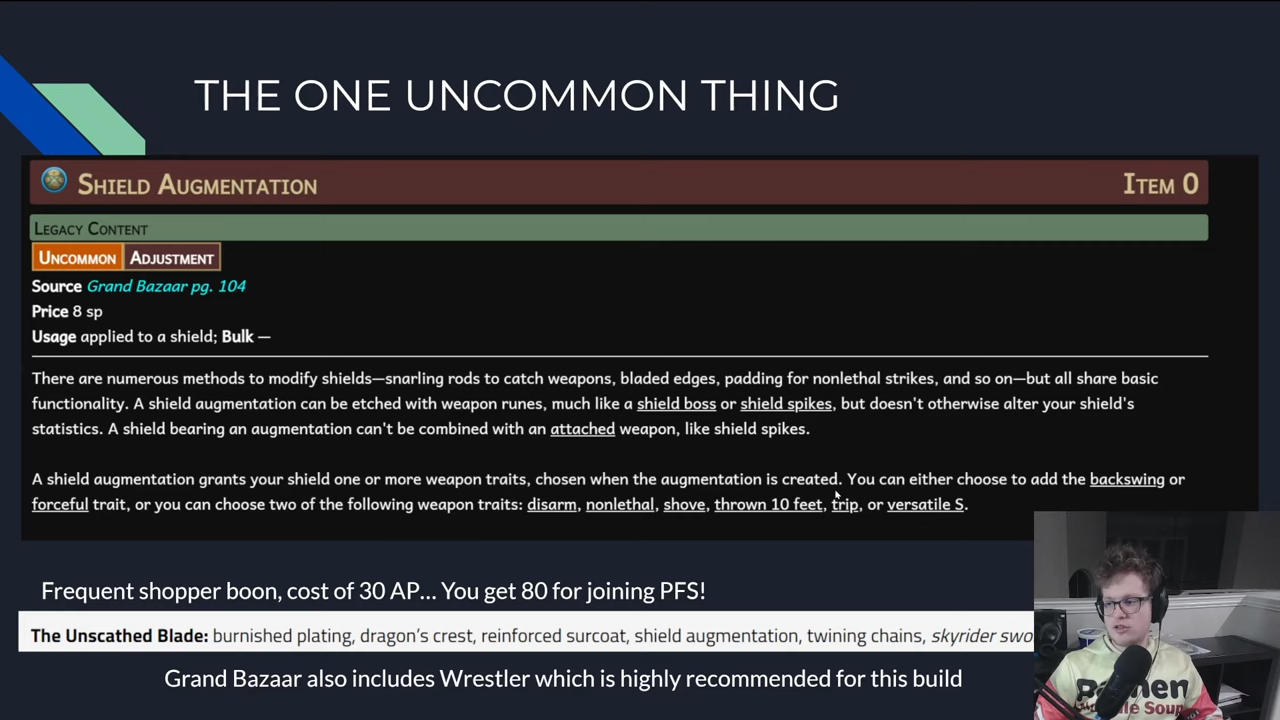 THE ONE UNCOMMON THING
SHIELD AUGMENTATION ITEM 0
LEGACY CONTENT
UNCOMMON ADJUSTMENT
Source Grand Bazaar pg. 104
Price 8 sp
Usage applied to a shield; Bulk —
There are numerous methods to modify shields—snarling rods to catch weapons, bladed edges, padding for nonlethal strikes, and so on—but all share basic
functionality. A shield augmentation can be etched with weapon runes, much like a shield boss or shield spikes, but doesn't otherwise alter your shield's
statistics. A shield bearing an augmentation can't be combined with an attached weapon, like shield spikes.
A shield augmentation grants your shield one or more weapon traits, chosen when the augmentation is created. You can either choose to add the backswing or
forceful trait, or you can choose two of the following weapon traits: disarm, nonlethal, shove, thrown 10 feet, trip, or versatile S.
Frequent shopper boon, cost of 30 AP... You get 80 for joining PFS!
The Unscathed Blade: burnished plating, dragon's crest, reinforced surcoat, shield augmentation, twining chains, skyrider swo
Grand Bazaar also includes Wrestler which is highly recommended for this build